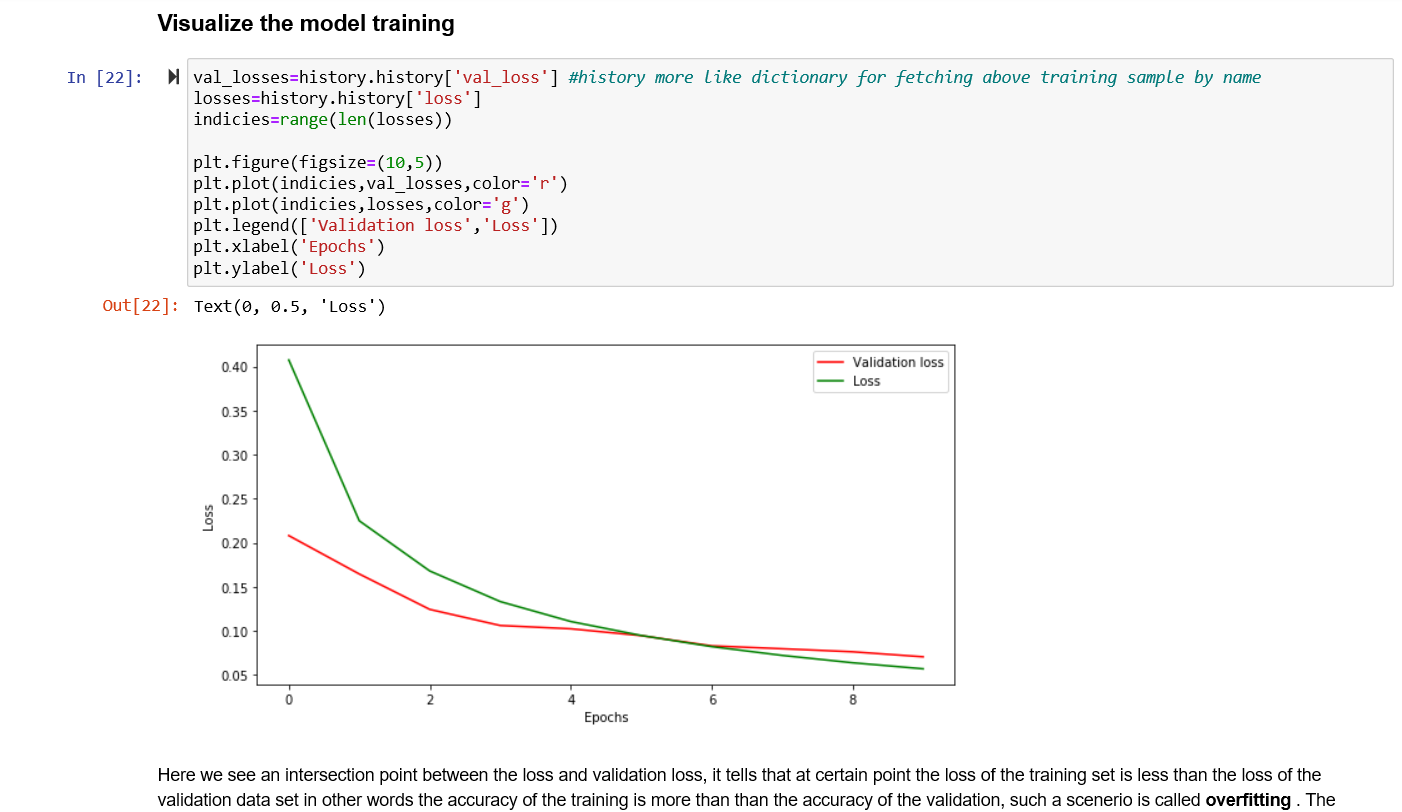 Visualize the model training
In [22]:
val_losses=history.history['val_loss'] #history more like dictionary for fetching above training sample by name
losses=history.history['loss']
indicies=range(len(losses))
plt.figure(figsize=(10,5))
plt.plot(indicies,val_losses,color='r')
plt.plot(indicies,losses,color='g')
plt.legend(['Validation loss','Loss'])
plt.xlabel('Epochs')
plt.ylabel('Loss')
Out[22]: Text(0, 0.5, 'Loss')
Validation loss
Loss
0.40
0.35
0.30
0.25
0.20
0.15
0.10
0.05
Loss
0 2 4 6 8
Epochs
Here we see an intersection point between the loss and validation loss, it tells that at certain point the loss of the training set is less than the loss of the
validation data set in other words the accuracy of the training is more than than the accuracy of the validation, such a scenerio is called overfitting . The